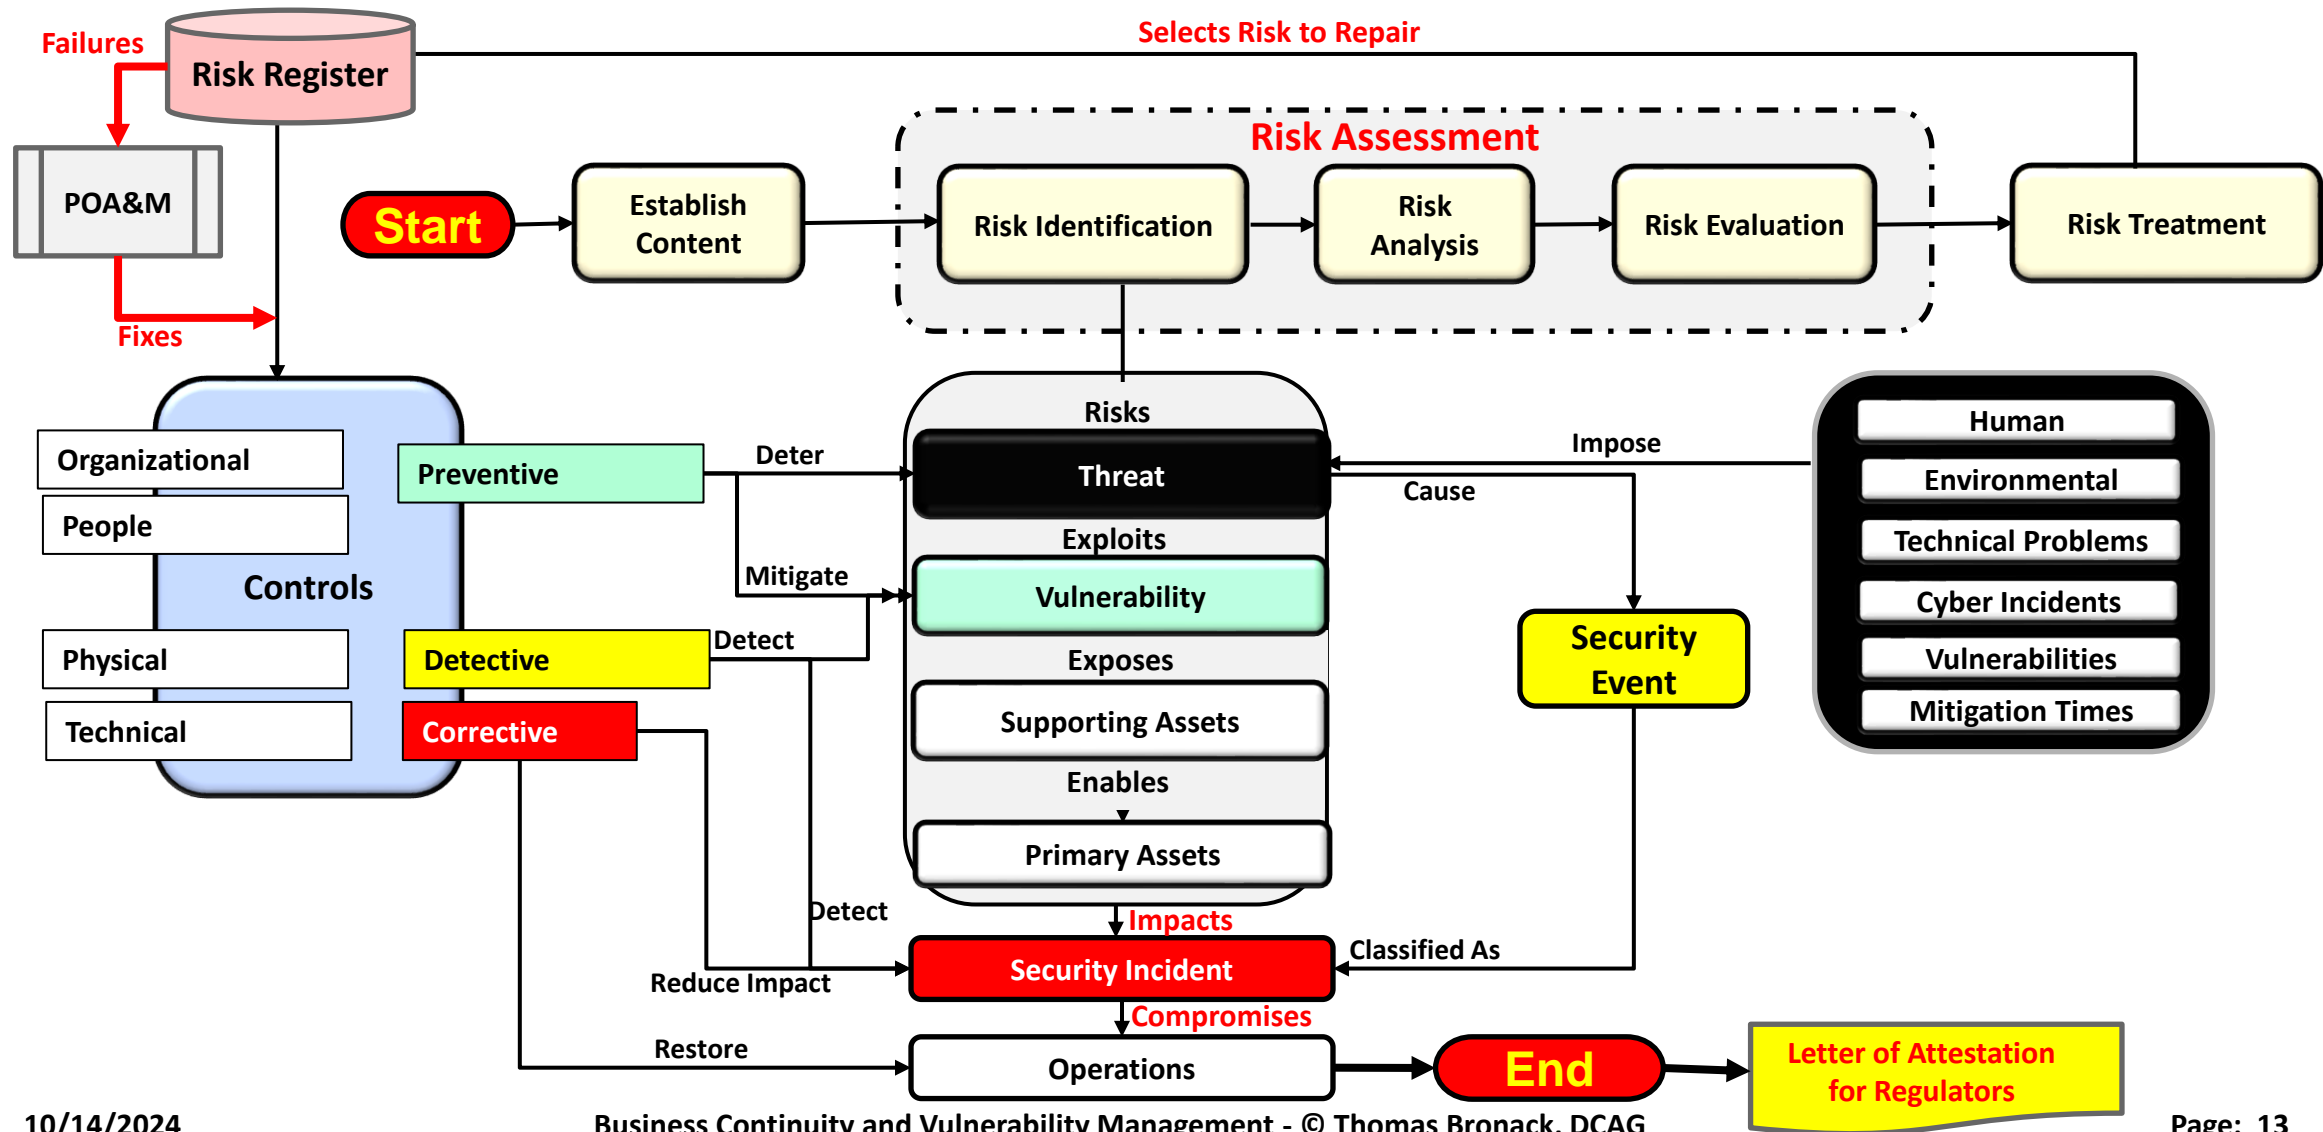 Selects Risk to Repair
Failures
Risk Register
Risk Assessment
POA&M
Start
Establish
Content
Risk Identification
Risk
Analysis
Risk Evaluation
Risk Treatment
Fixes
Risks
Human
Organizational
Preventive
Deter
Threat
Impose
Cause
Environmental
People
Exploits
Technical Problems
Controls
Mitigate
Vulnerability
Cyber Incidents
Physical
Detective
Detect
Exposes
Security
Event
Vulnerabilities
Technical
Corrective
Supporting Assets
Mitigation Times
Enables
Primary Assets
Detect
Impacts
Reduce Impact
Security Incident
Classified As
Compromises
Restore
Operations
End
Letter of Attestation
for Regulators
10/14/2024
Business Continuity and Vulnerability Management - © Thomas Bronack, DCAG
Page: 13